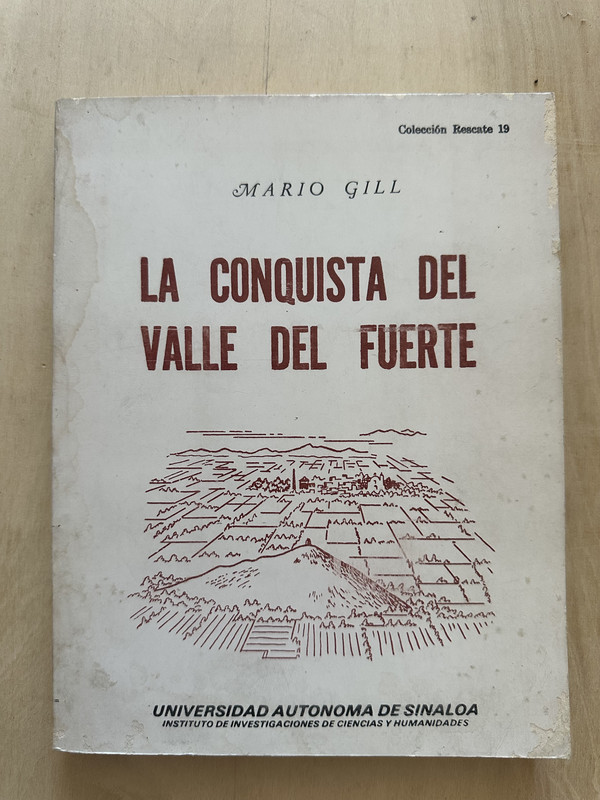 Colección Rescate 19
MARIO GILL
LA CONQUISTA DEL
VALLE DEL FUERTE
UNIVERSIDAD AUTONOMA DE SINALOA
INSTITUTO DE INVESTIGACIONES DE CIENCIAS Y HUMANIDADES